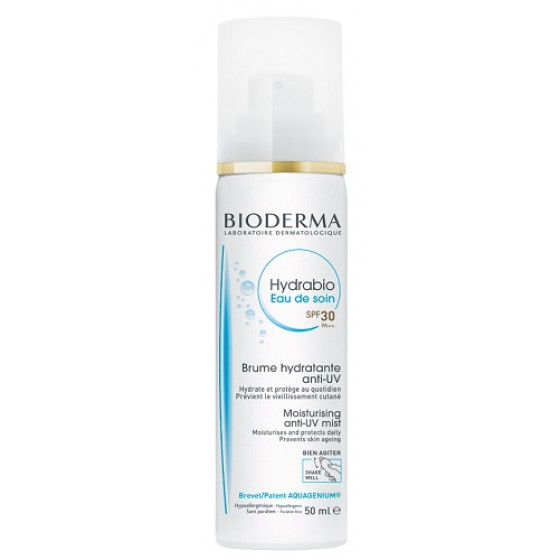 BIODERMA
LABORATOIRE DERMATOLOGIQUE
Hydrabio
Eau de soin
SPF30
PA++
Brume hydratante
anti-UV
Hydrate et protège au quotidien
Prévient le vieillissement cutané
Moisturising
anti-UV mist
Moisturises and protects daily
Prevents skin ageing
BIEN AGITER
SHAKE
WELL
Brevet/Patent AQUAGENIUM®
Hypoallergénique - Hypoallergenic
Sans paraben - Paraben free
50 ml e